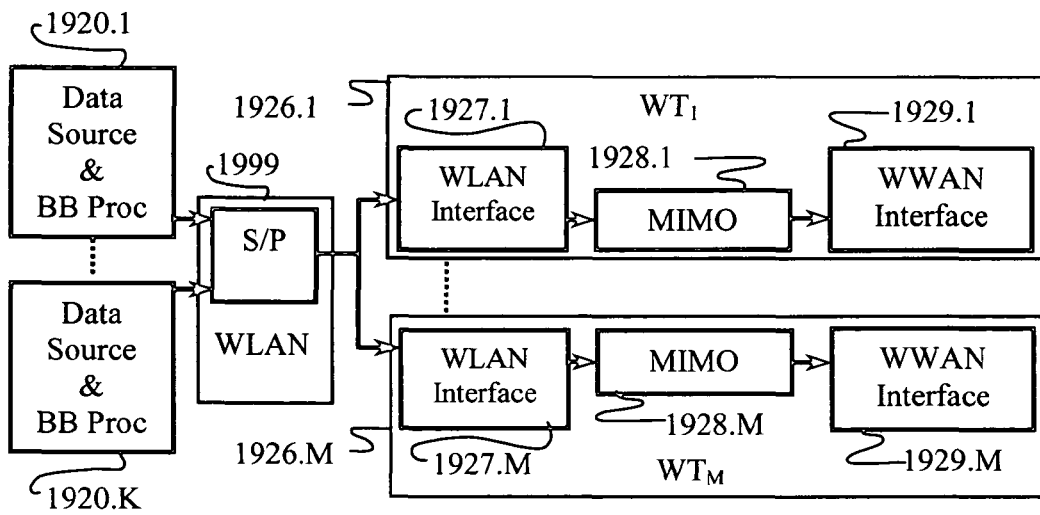 1920.1
Data
Source
&
BB Proc
1999
S/P
WLAN
Data
Source
&
BB Proc
1920.K
1926.1
WT1
1927.1
WLAN
Interface
1928.1
MIMO
1929.1
WWAN
Interface
1926.M
WLAN
Interface
1927.M
MIMO
1928.M
WWAN
Interface
1929.M
WTM